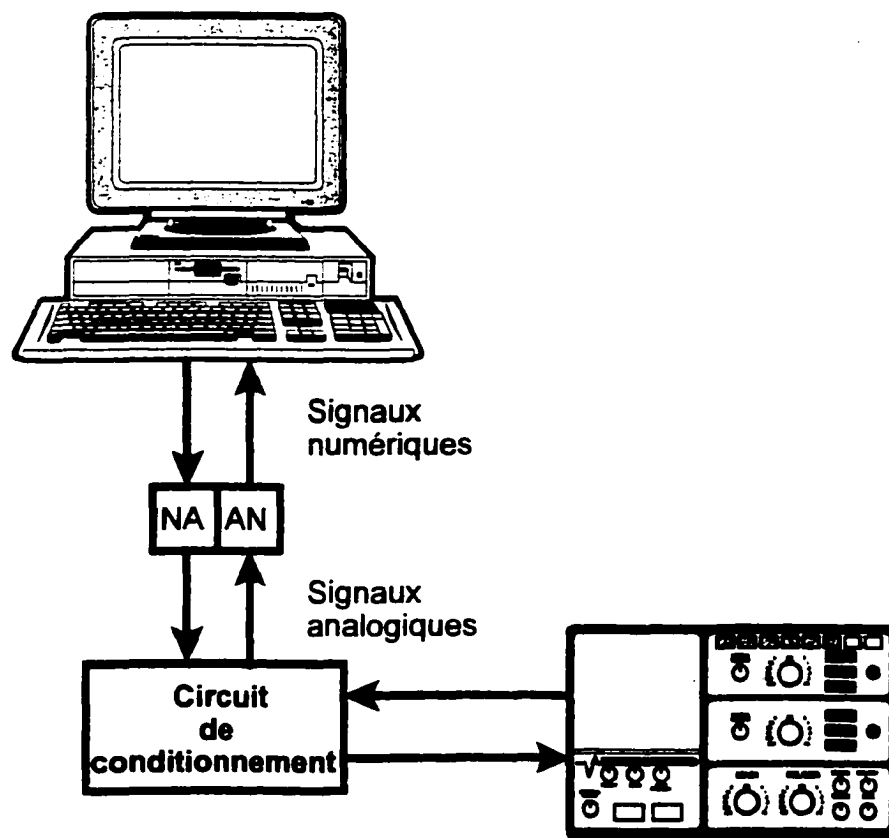 Signaux
numériques
NA AN
Signaux
analogiques
Circuit
de
conditionnement